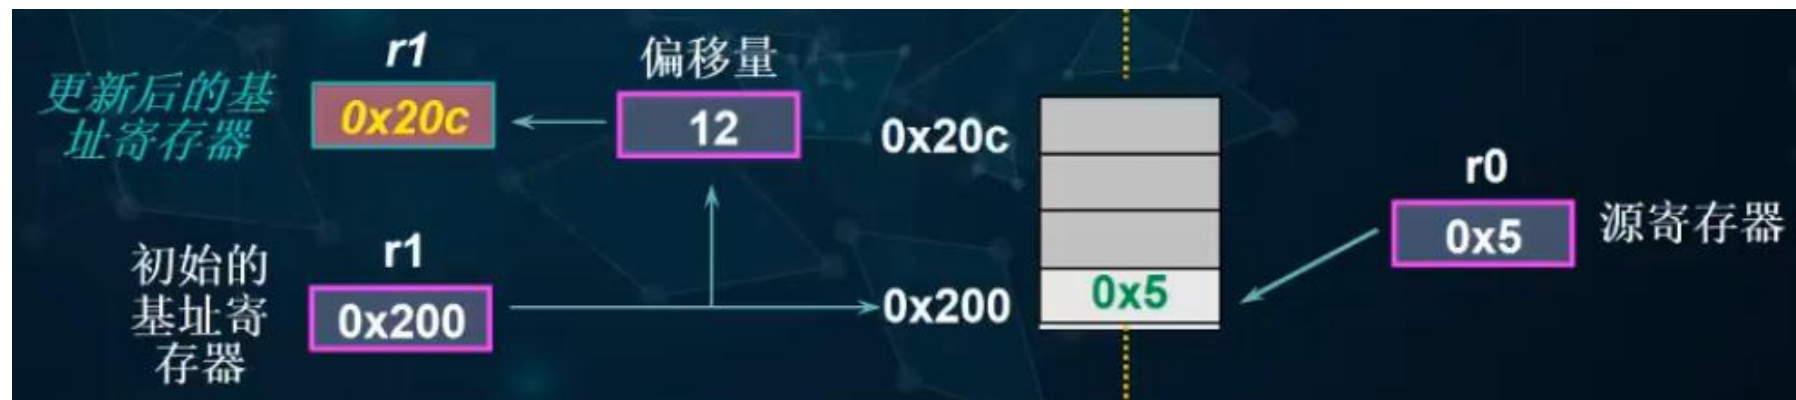 更新后的基
址寄存器
r1
0x20c
偏移量
12
初始的
基址寄
存器
r1
0x200
0x20c
0x200
0x5
r0
0x5
源寄存器